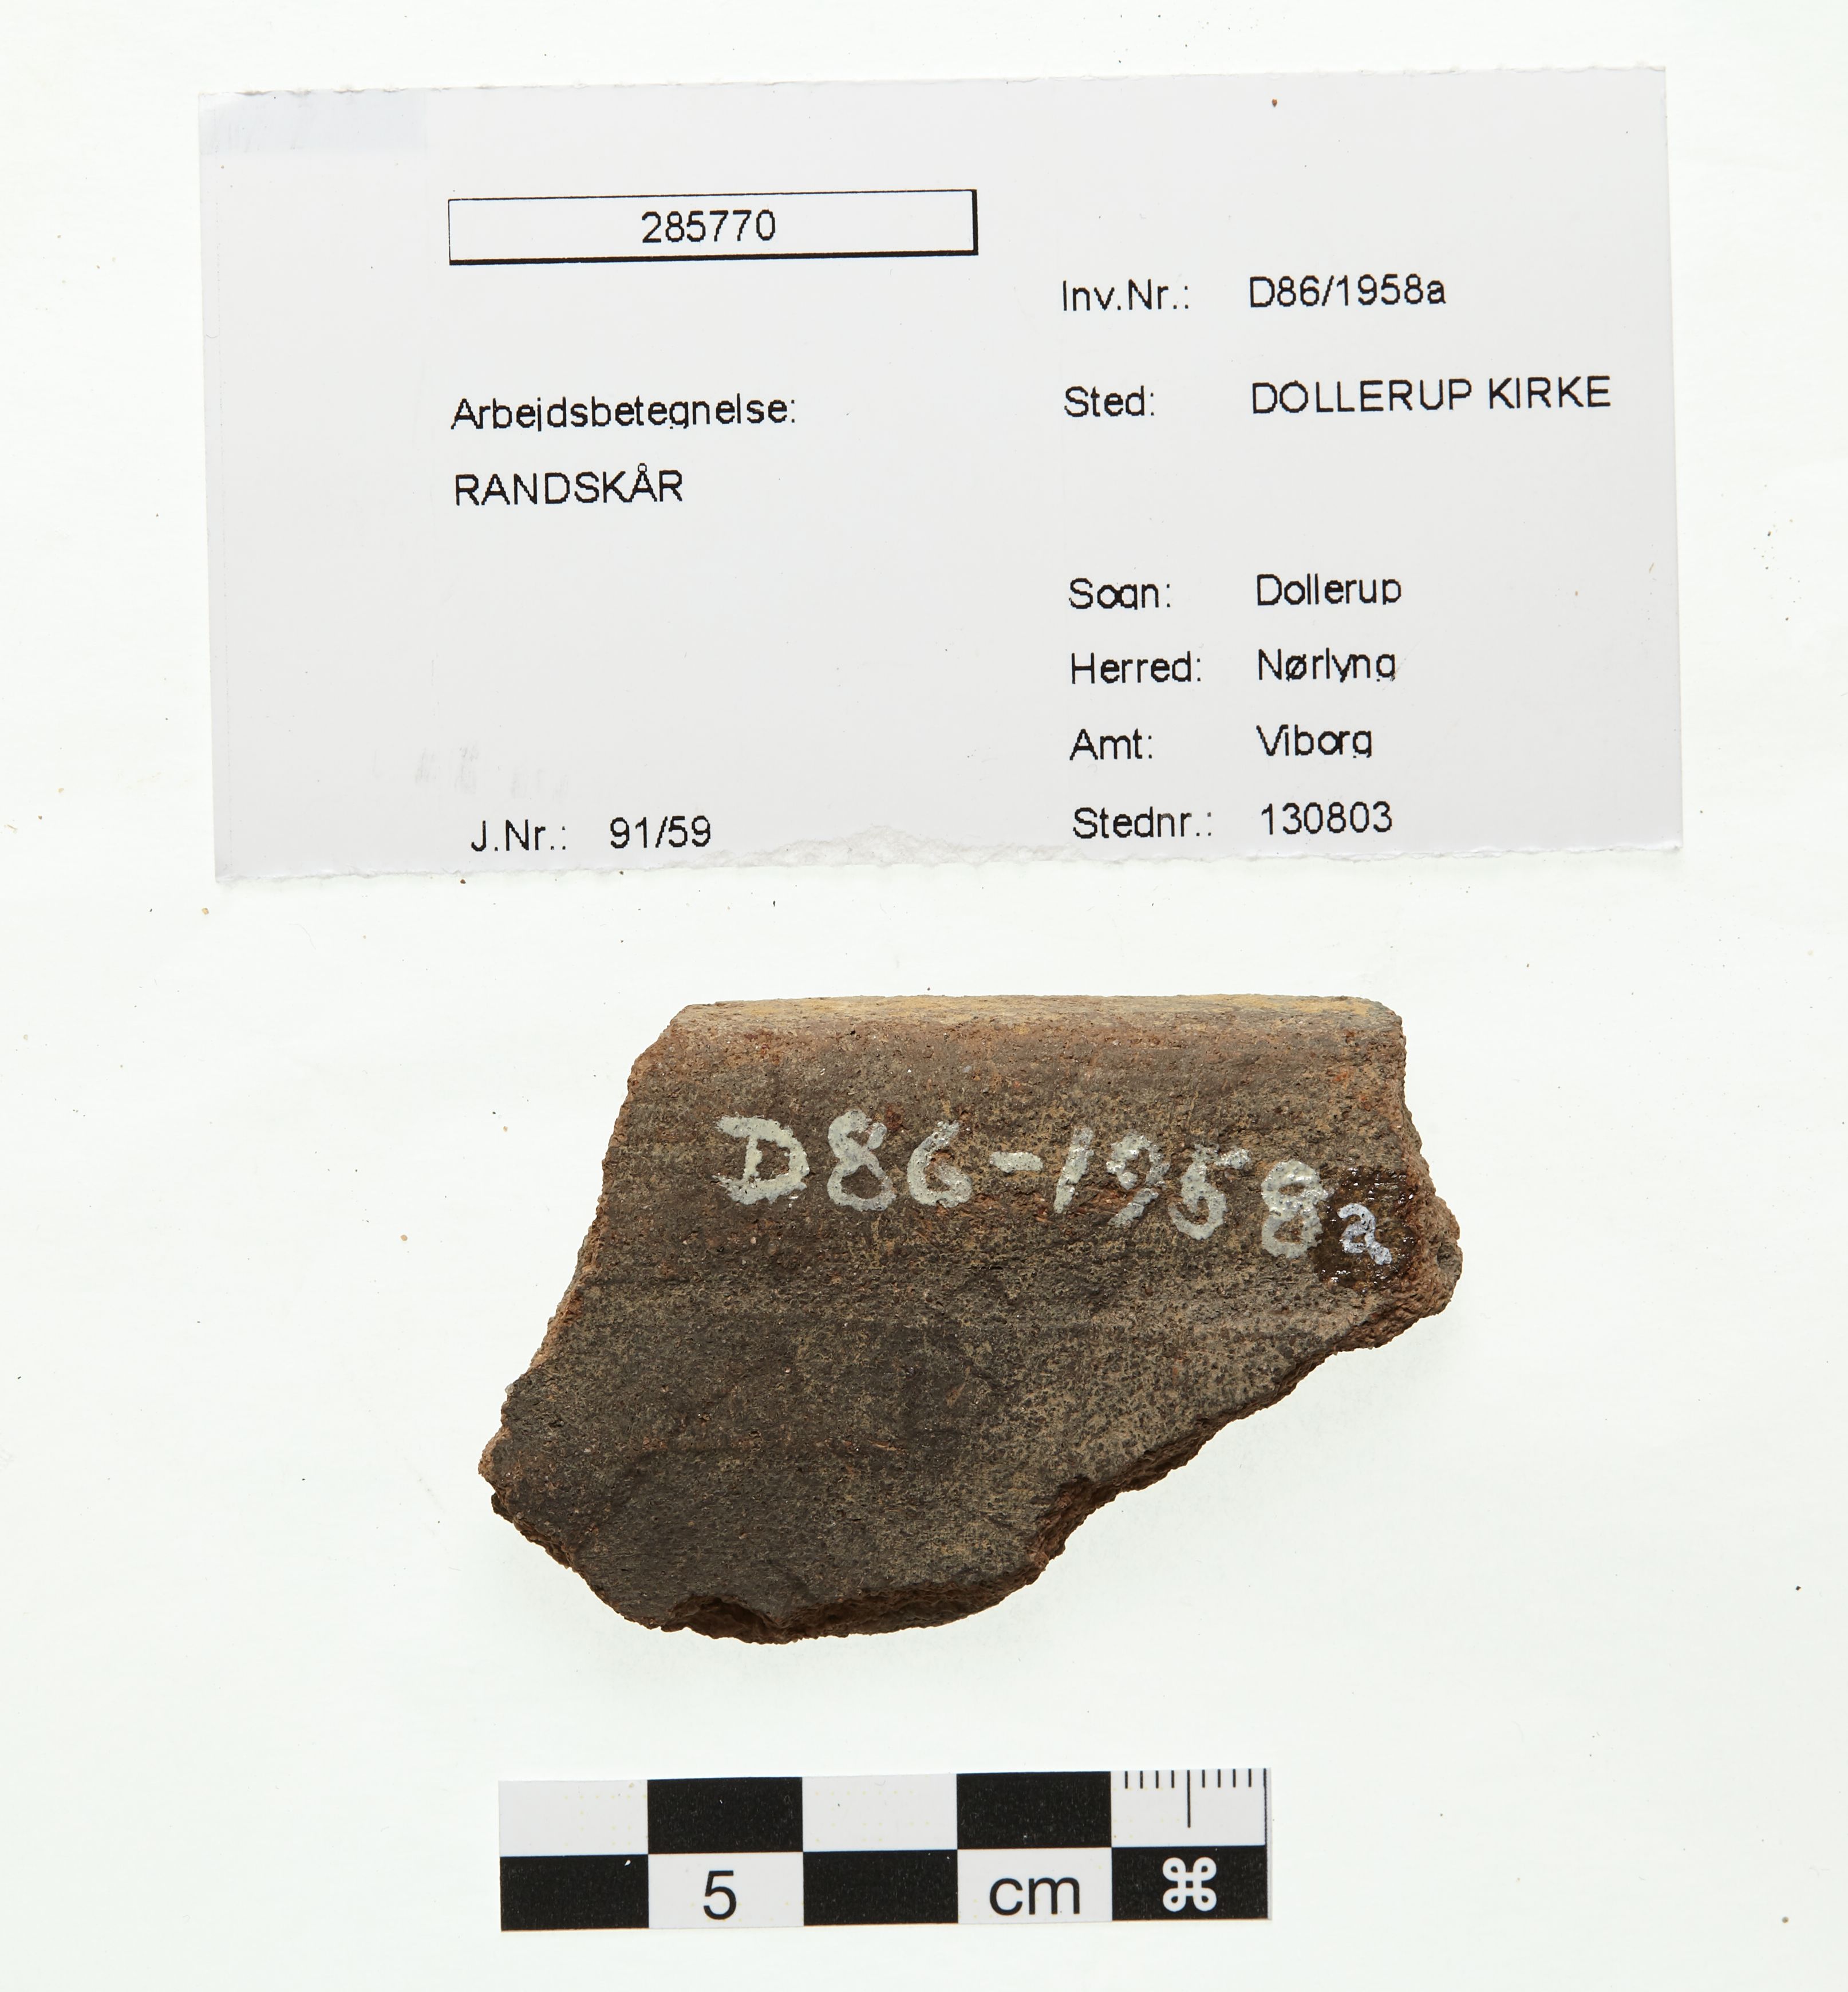 285770
Inv.Nr.: D86/1958a
Arbejdsbetegnelse:
Sted: DOLLERUP KIRKE
RANDSKÅR
Sogn: Dollerup
Herred: Nørlyng
Amt: Viborg
J.Nr.: 91/59
Stednr.: 130803
D86-1958a
5 cm